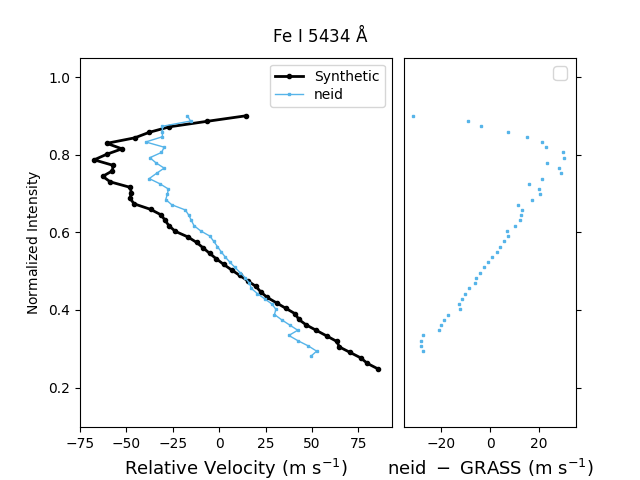 Fe I 5434 Å
Normalized Intensity
1.0
0.8
0.6
0.4
0.2
Synthetic
neid
−75 −50 −25 0 25 50 75
−20 0 20
Relative Velocity (m s⁻¹)
neid − GRASS (m s⁻¹)